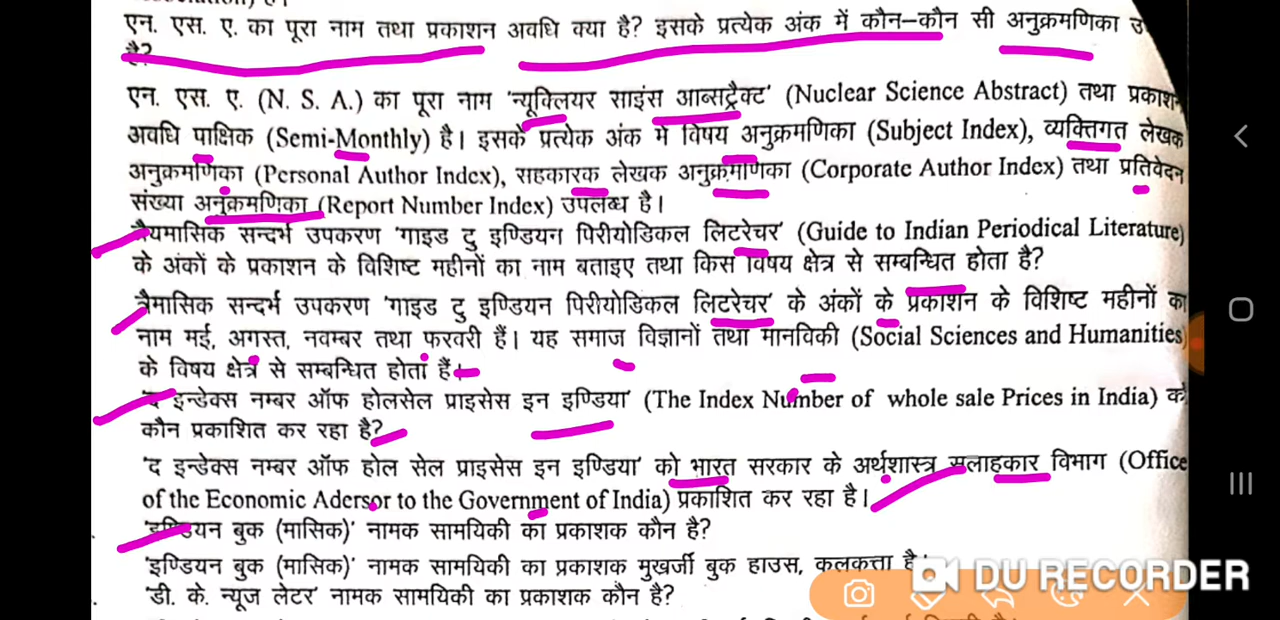 एन. एस. ए. का पूरा नाम तथा प्रकाशन अवधि क्या है? इसके प्रत्येक अंक में कौन–कौन सी अनुक्रमणिका
है?
एन. एस. ए. (N. S. A.) का पूरा नाम 'न्यूक्लियर साइंस आब्सट्रैक्ट' (Nuclear Science Abstract) तथा प्रकाशन
अवधि पाक्षिक (Semi-Monthly) है। इसके प्रत्येक अंक में विषय अनुक्रमणिका (Subject Index), व्यक्तिगत लेखक
अनुक्रमणिका (Personal Author Index), सहकारक लेखक अनुक्रमणिका (Corporate Author Index) तथा प्रतिवेदन
संख्या अनुक्रमणिका (Report Number Index) उपलब्ध है।
त्रैयमासिक सन्दर्भ उपकरण 'गाइड टु इण्डियन पिरीयोडिकल लिटरेचर' (Guide to Indian Periodical Literature)
के अंकों के प्रकाशन के विशिष्ट महीनों का नाम बताइए तथा किस विषय क्षेत्र से सम्बन्धित होता है?
त्रैमासिक सन्दर्भ उपकरण 'गाइड टु इण्डियन पिरीयोडिकल लिटरेचर' के अंकों के प्रकाशन के विशिष्ट महीनों का
नाम मई, अगस्त, नवम्बर तथा फरवरी हैं। यह समाज विज्ञानों तथा मानविकी (Social Sciences and Humanities)
के विषय क्षेत्र से सम्बन्धित होता हैं।
'द इन्डेक्स नम्बर ऑफ होलसेल प्राइसेस इन इण्डिया' (The Index Number of whole sale Prices in India) को
कौन प्रकाशित कर रहा है?
'द इन्डेक्स नम्बर ऑफ होल सेल प्राइसेस इन इण्डिया' को भारत सरकार के अर्थशास्त्र सलाहकार विभाग (Office
of the Economic Adersor to the Government of India) प्रकाशित कर रहा है।
'इण्डियन बुक (मासिक)' नामक सामयिकी का प्रकाशक कौन है?
'इण्डियन बुक (मासिक)' नामक सामयिकी का प्रकाशक मुखर्जी बुक हाउस, कलकत्ता है।
'डी. के. न्यूज लेटर' नामक सामयिकी का प्रकाशक कौन है?
DU RECORDER